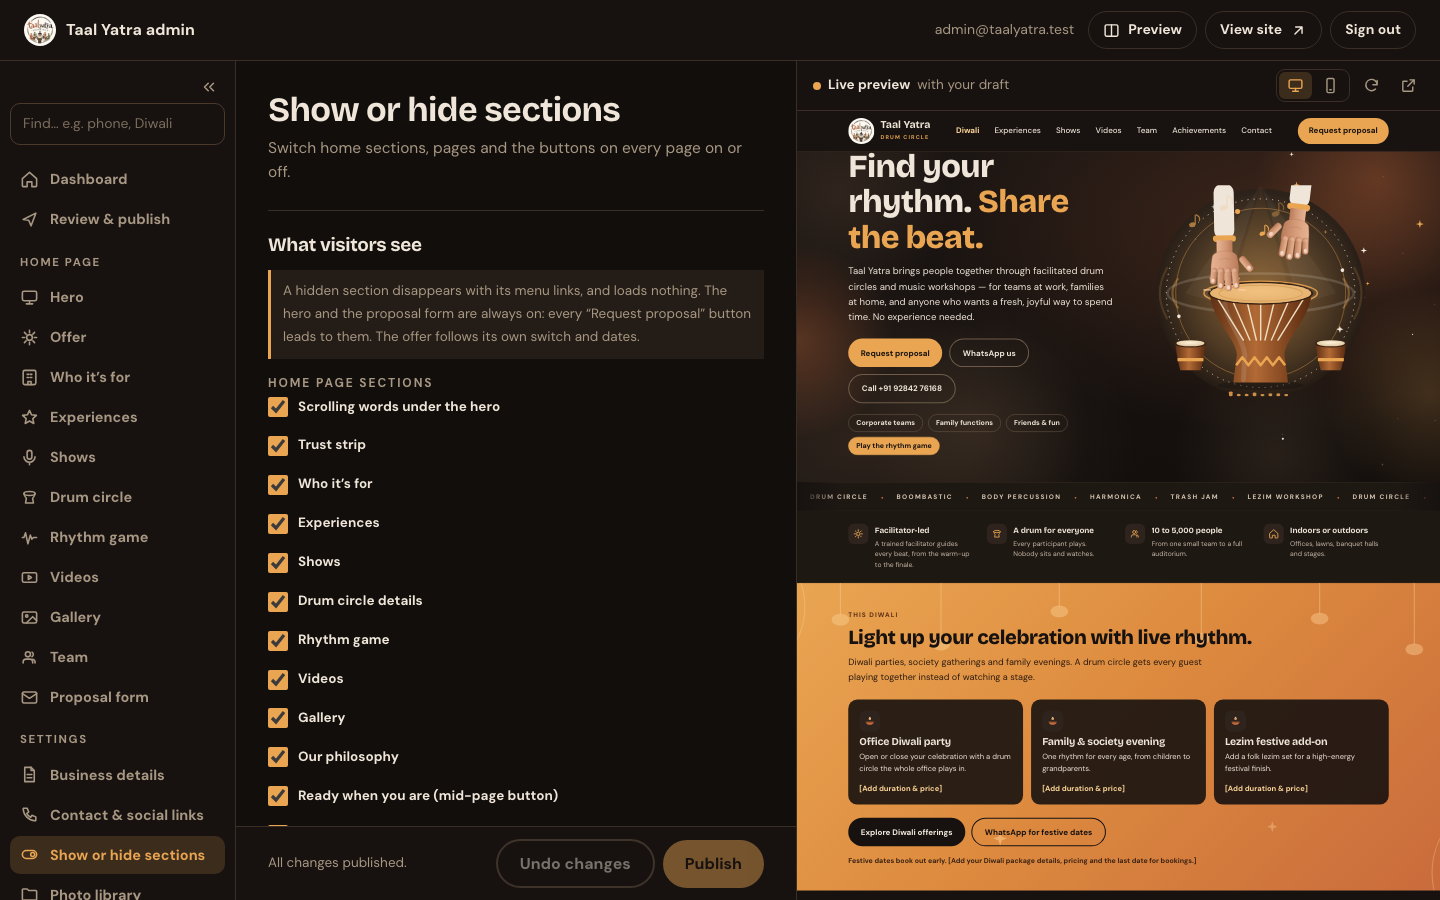 Taal Yatra admin
admin@taalyatra.test
Preview
View site
Sign out
Find... e.g. phone, Diwali
Dashboard
Review & publish
HOME PAGE
Hero
Offer
Who it’s for
Experiences
Shows
Drum circle
Rhythm game
Videos
Gallery
Team
Proposal form
SETTINGS
Business details
Contact & social links
Show or hide sections
Photo library
Show or hide sections
Switch home sections, pages and the buttons on every page on or
off.
What visitors see
A hidden section disappears with its menu links, and loads nothing. The
hero and the proposal form are always on: every “Request proposal” button
leads to them. The offer follows its own switch and dates.
HOME PAGE SECTIONS
Scrolling words under the hero
Trust strip
Who it’s for
Experiences
Shows
Drum circle details
Rhythm game
Videos
Gallery
Our philosophy
Ready when you are (mid-page button)
All changes published.
Undo changes
Publish
Live preview with your draft
Taal Yatra
DRUM CIRCLE
Diwali
Experiences
Shows
Videos
Team
Achievements
Contact
Request proposal
Find your
rhythm. Share
the beat.
Taal Yatra brings people together through facilitated drum
circles and music workshops — for teams at work, families
at home, and anyone who wants a fresh, joyful way to spend
time. No experience needed.
Request proposal
WhatsApp us
Call +91 92842 76168
Corporate teams
Family functions
Friends & fun
Play the rhythm game
DRUM CIRCLE • BOOMBASTIC • BODY PERCUSSION • HARMONICA • TRASH JAM • LEZIM WORKSHOP • DRUM CIRCLE
Facilitator-led
A trained facilitator guides
every beat, from the warm-up
to the finale.
A drum for everyone
Every participant plays.
Nobody sits and watches.
10 to 5,000 people
From one small team to a full
auditorium.
Indoors or outdoors
Offices, lawns, banquet halls
and stages.
THIS DIWALI
Light up your celebration with live rhythm.
Diwali parties, society gatherings and family evenings. A drum circle gets every guest
playing together instead of watching a stage.
Office Diwali party
Open or close your celebration with a drum
circle the whole office plays in.
[Add duration & price]
Family & society evening
One rhythm for every age, from children to
grandparents.
[Add duration & price]
Lezim festive add-on
Add a folk lezim set for a high-energy
festival finish.
[Add duration & price]
Explore Diwali offerings
WhatsApp for festive dates
Festive dates book out early. [Add your Diwali package details, pricing and the last date for bookings.]